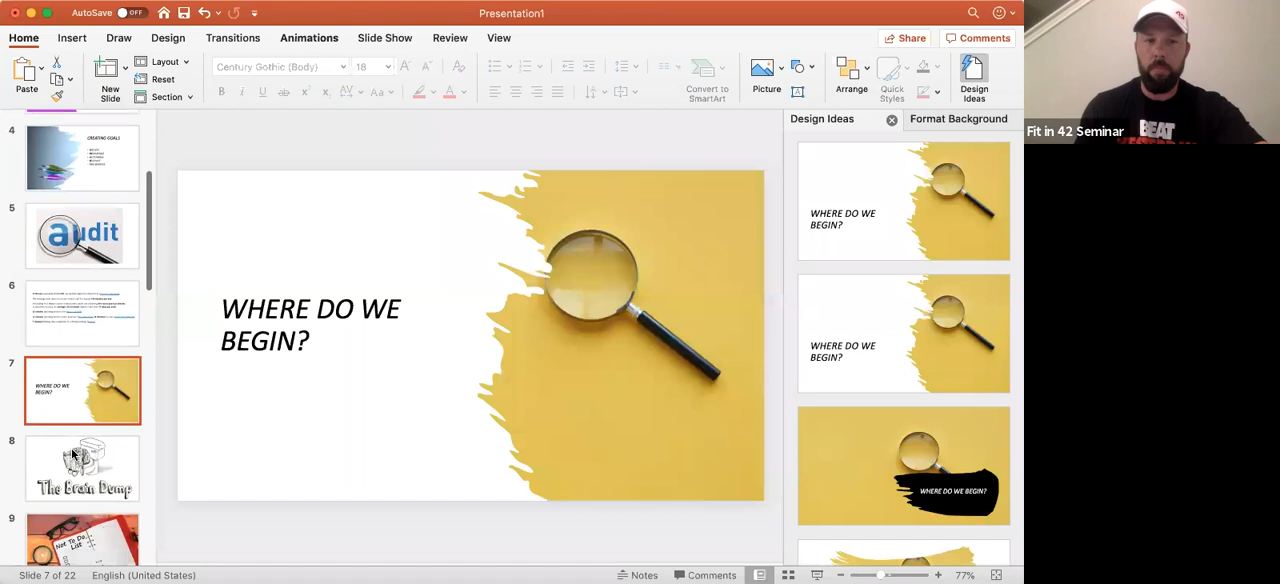 AutoSave OFF
Presentation1
Home Insert Draw Design Transitions Animations Slide Show Review View
Share Comments
Paste
New Slide
Layout
Reset
Section
Century Gothic (Body) 18
Convert to SmartArt
Picture
Arrange
Quick Styles
Design Ideas
4
CREATING GOALS
5
audit
6
7
WHERE DO WE
BEGIN?
8
The Brain Dump
9
Not To Do
List
WHERE DO WE
BEGIN?
Design Ideas
Format Background
WHERE DO WE
BEGIN?
WHERE DO WE
BEGIN?
WHERE DO WE BEGIN?
BEAT
Fit in 42 Seminar
Slide 7 of 22 English (United States)
Notes Comments 77%